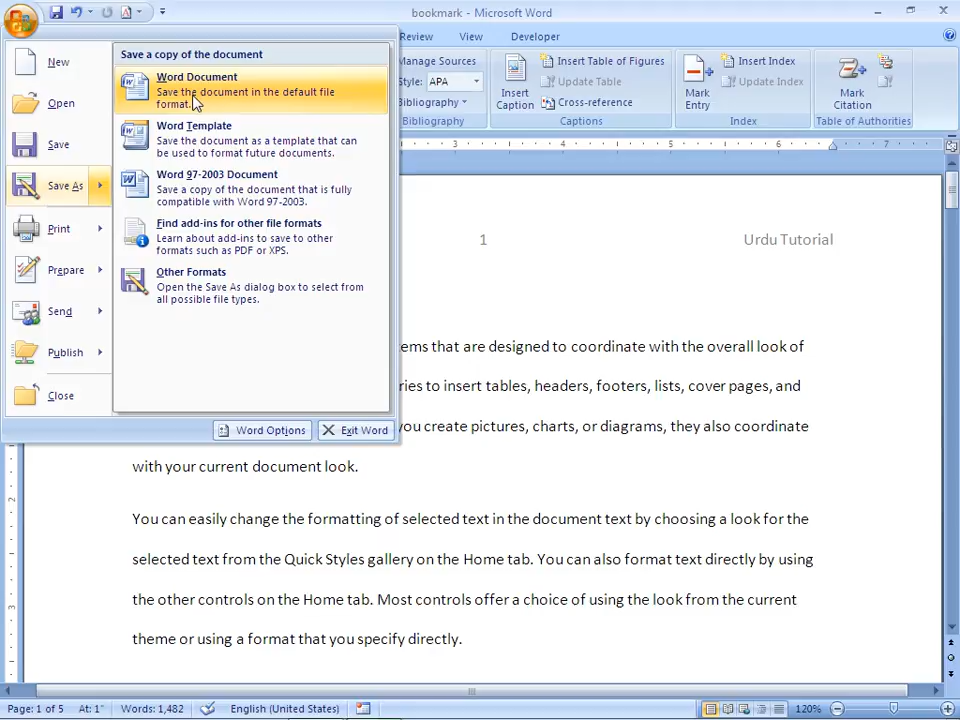 bookmark - Microsoft Word
Review View Developer
New
Open
Save
Save As
Print
Prepare
Send
Publish
Close
Save a copy of the document
Word Document
Save the document in the default file
format.
Word Template
Save the document as a template that can
be used to format future documents.
Word 97-2003 Document
Save a copy of the document that is fully
compatible with Word 97-2003.
Find add-ins for other file formats
Learn about add-ins to save to other
formats such as PDF or XPS.
Other Formats
Open the Save As dialog box to select from
all possible file types.
Word Options
Exit Word
Manage Sources
Style: APA
Bibliography
Bibliography
Insert
Caption
Insert Table of Figures
Update Table
Cross-reference
Captions
Mark
Entry
Insert Index
Update Index
Index
Mark
Citation
Table of Authorities
3 4 5 6 7
1 Urdu Tutorial
tems that are designed to coordinate with the overall look of
ries to insert tables, headers, footers, lists, cover pages, and
you create pictures, charts, or diagrams, they also coordinate
with your current document look.
You can easily change the formatting of selected text in the document text by choosing a look for the
selected text from the Quick Styles gallery on the Home tab. You can also format text directly by using
the other controls on the Home tab. Most controls offer a choice of using the look from the current
theme or using a format that you specify directly.
2
3
Page: 1 of 5 At: 1" Words: 1,482 English (United States) 120%